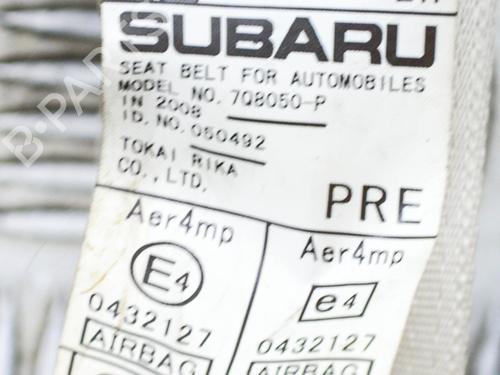 SUBARU
SEAT BELT FOR AUTOMOBILES
MODEL NO. 7Q8050-P
IN 2008
ID.NO. 050492
TOKAI RIKA
CO.,LTD.
PRE
Aer4mp
E4
0432127
AIRBAG
Aer4mp
e4
0432127
AIRBAG